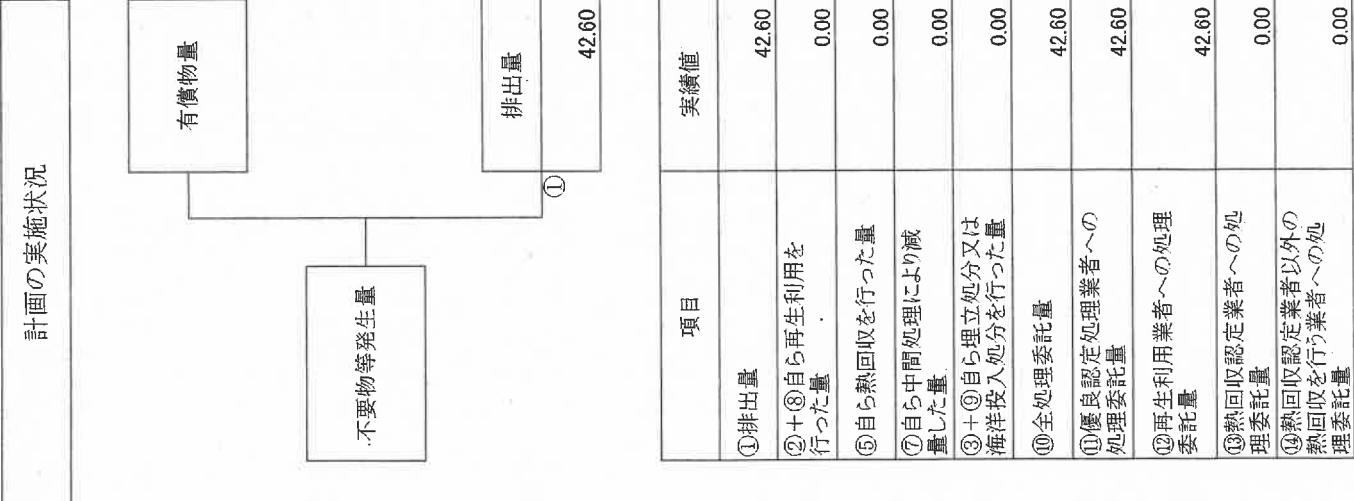 計画の実施状況
有償物量
不要物等発生量
排出量
①
42.60
項目
実績値
①排出量
42.60
②+⑧自ら再生利用を
行った量
0.00
⑤自ら熱回収を行った量
0.00
⑦自ら中間処理により減
量した量
0.00
③+⑨自ら埋立処分又は
海洋投入処分を行った量
0.00
⑩全処理委託量
42.60
⑪優良認定処理業者への
処理委託量
42.60
⑫再生利用業者への処理
委託量
42.60
⑬熱回収認定業者への処
理委託量
0.00
⑭熱回収認定業者以外の
熱回収を行う業者への処
理委託量
0.00